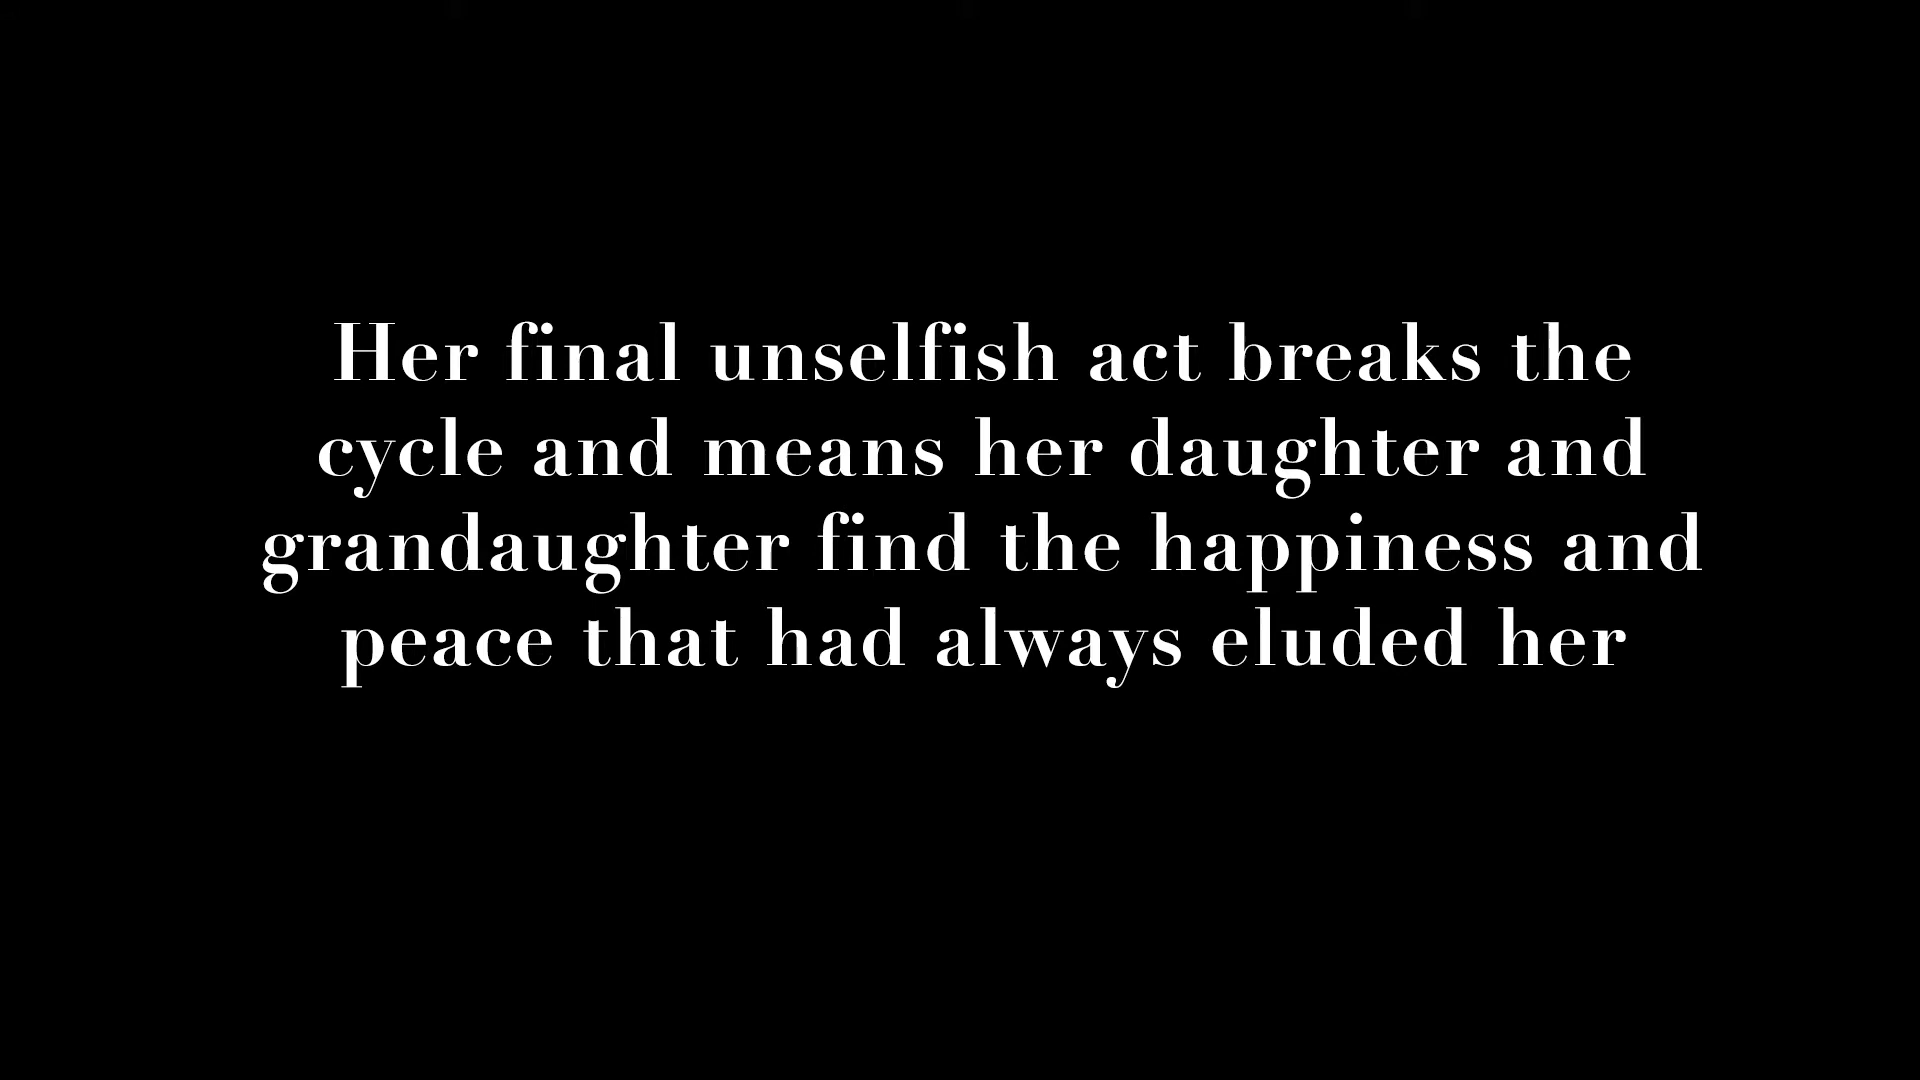 Her final unselfish act breaks the
cycle and means her daughter and
grandaughter find the happiness and
peace that had always eluded her